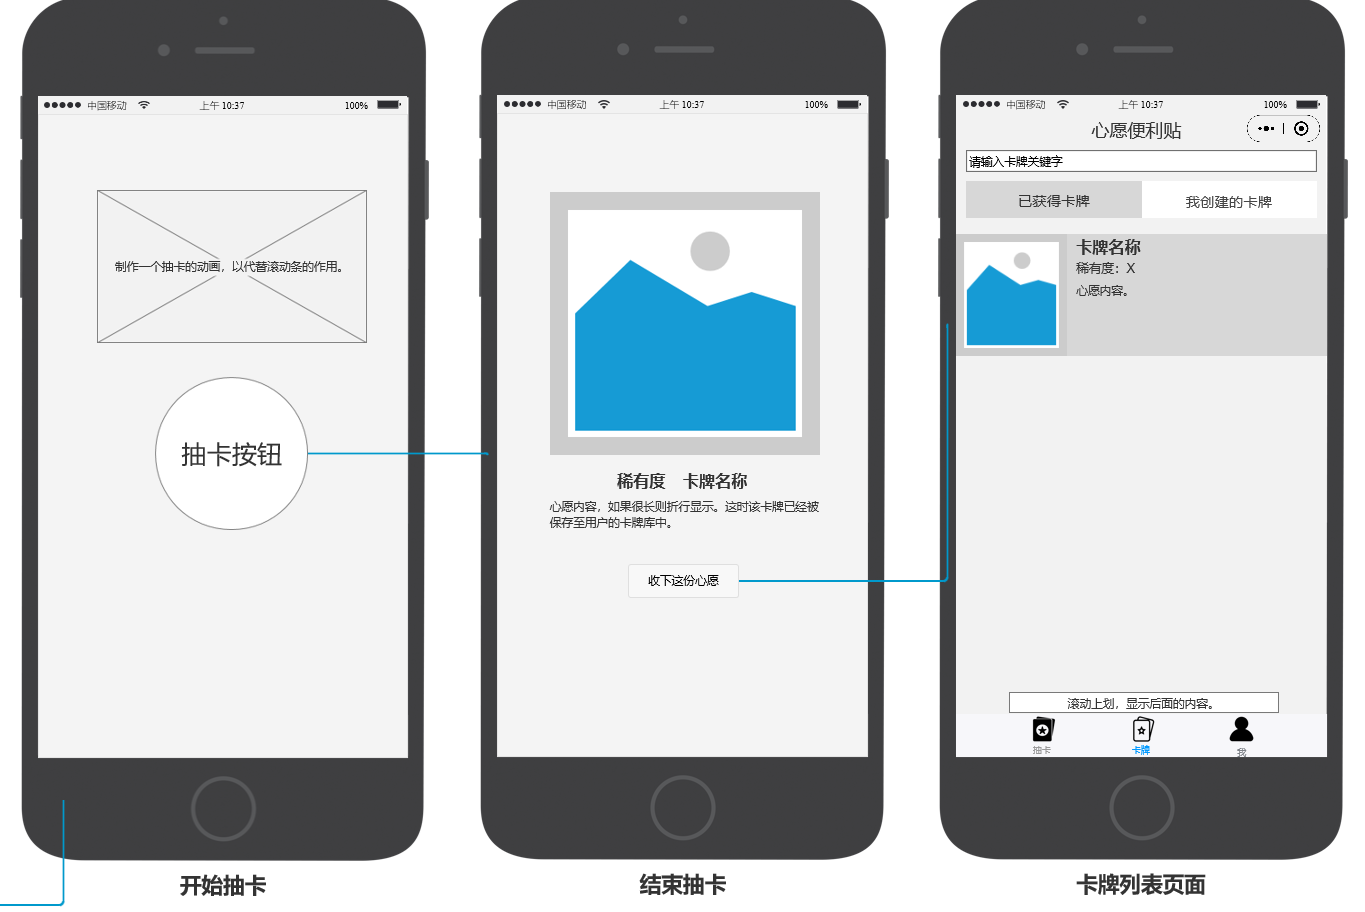 中国移动 上午 10:37 100%
制作一个抽卡的动画，以代替滚动条的作用。
抽卡按钮
开始抽卡
中国移动 上午 10:37 100%
稀有度 卡牌名称
心愿内容，如果很长则折行显示。这时该卡牌已经被
保存至用户的卡牌库中。
收下这份心愿
结束抽卡
中国移动 上午 10:37 100%
心愿便利贴
请输入卡牌关键字
已获得卡牌 我创建的卡牌
卡牌名称
稀有度：X
心愿内容。
滚动上划，显示后面的内容。
抽卡 卡牌 我
卡牌列表页面